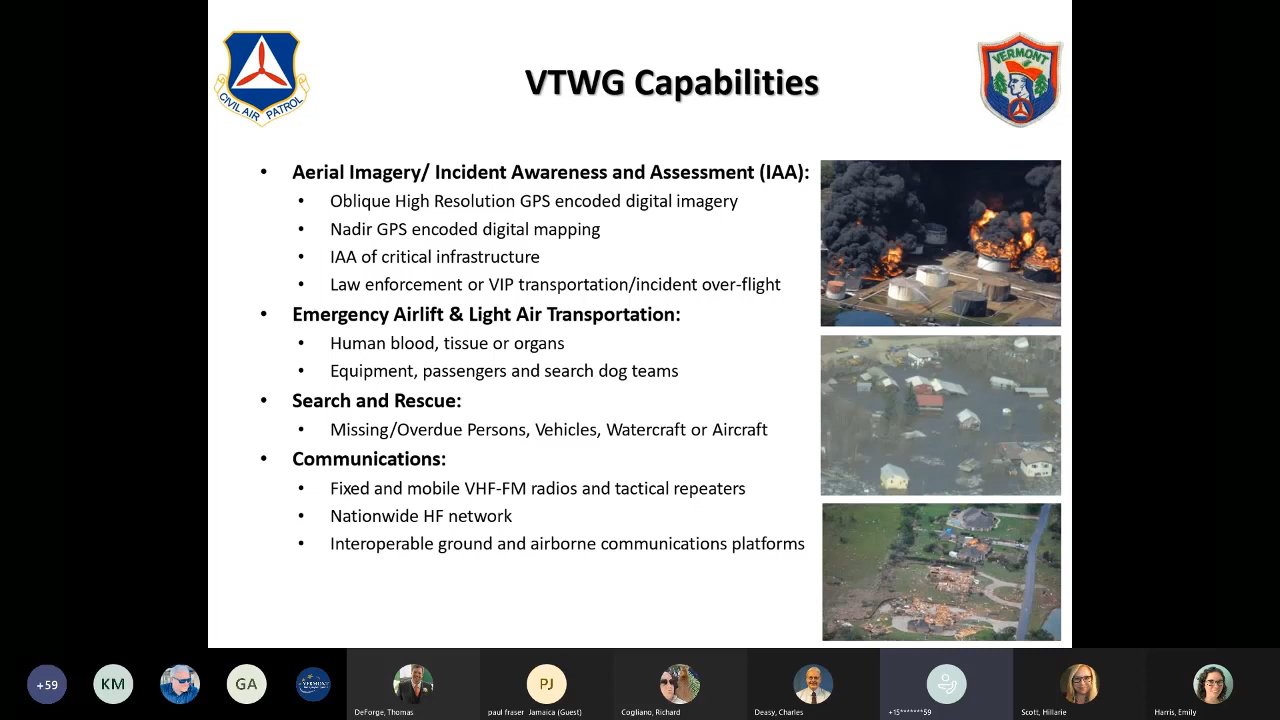 VTWG Capabilities
CIVIL AIR PATROL
VERMONT
• Aerial Imagery/ Incident Awareness and Assessment (IAA):
• Oblique High Resolution GPS encoded digital imagery
• Nadir GPS encoded digital mapping
• IAA of critical infrastructure
• Law enforcement or VIP transportation/incident over-flight
• Emergency Airlift & Light Air Transportation:
• Human blood, tissue or organs
• Equipment, passengers and search dog teams
• Search and Rescue:
• Missing/Overdue Persons, Vehicles, Watercraft or Aircraft
• Communications:
• Fixed and mobile VHF-FM radios and tactical repeaters
• Nationwide HF network
• Interoperable ground and airborne communications platforms
+59
KM
GA
VERMONT
PJ
DeForge, Thomas
paul fraser Jamaica (Guest)
Cogliano, Richard
Deasy, Charles
+15*******59
Scott, Hillarie
Harris, Emily